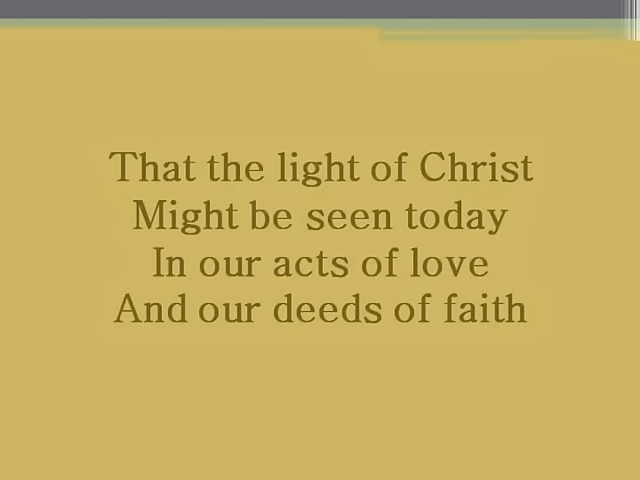 That the light of Christ
Might be seen today
In our acts of love
And our deeds of faith